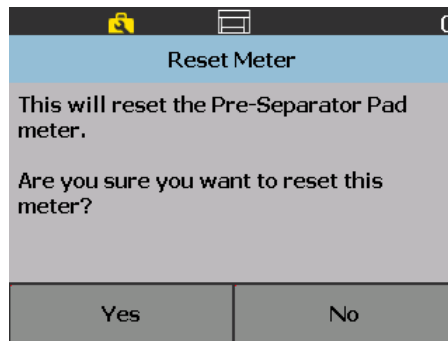 Reset Meter
This will reset the Pre-Separator Pad
meter.
Are you sure you want to reset this
meter?
Yes
No